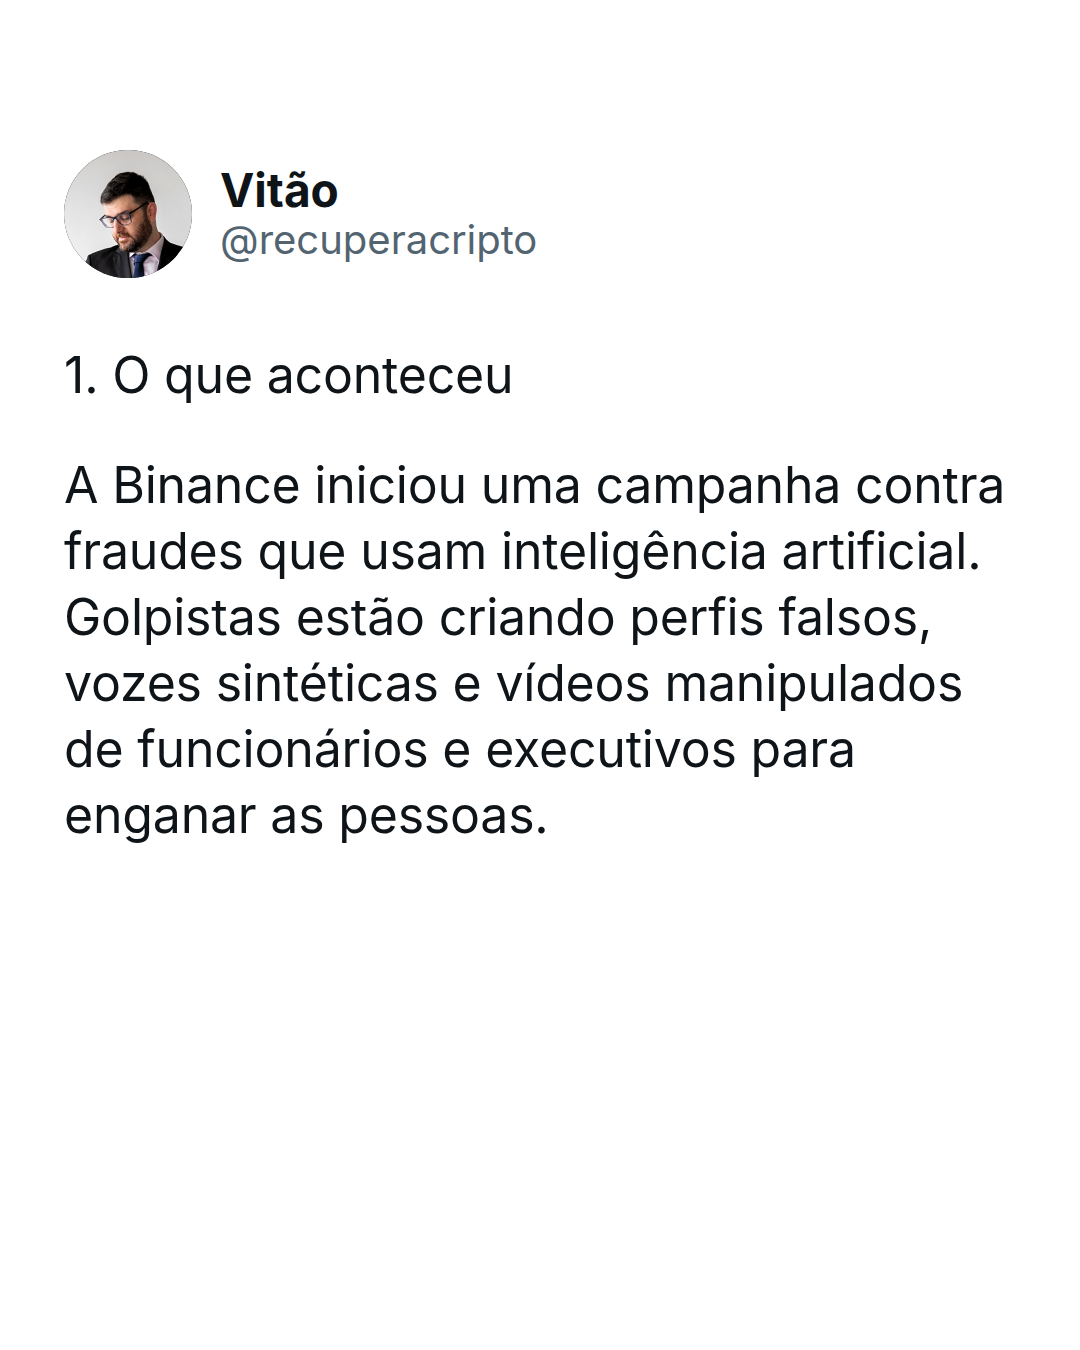 Vitão
@recuperacripto
1. O que aconteceu
A Binance iniciou uma campanha contra
fraudes que usam inteligência artificial.
Golpistas estão criando perfis falsos,
vozes sintéticas e vídeos manipulados
de funcionários e executivos para
enganar as pessoas.